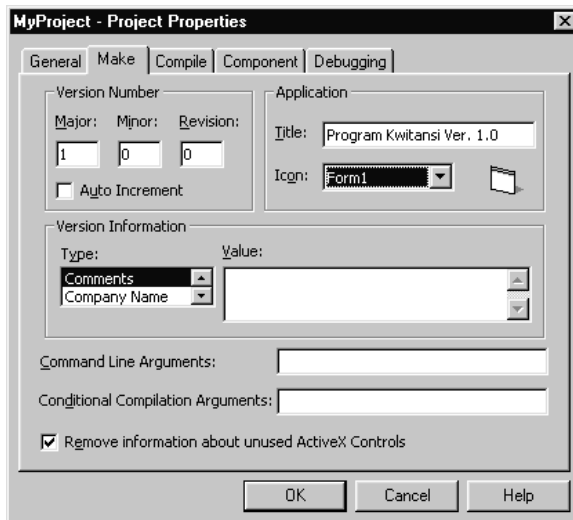 MyProject - Project Properties
General Make Compile Component Debugging
Version Number
Major: Minor: Revision:
1 0 0
Auto Increment
Application
Title: Program Kwitansi Ver. 1.0
Icon: Form1
Version Information
Type: Value:
Comments
Company Name
Command Line Arguments:
Conditional Compilation Arguments:
Remove information about unused ActiveX Controls
OK Cancel Help